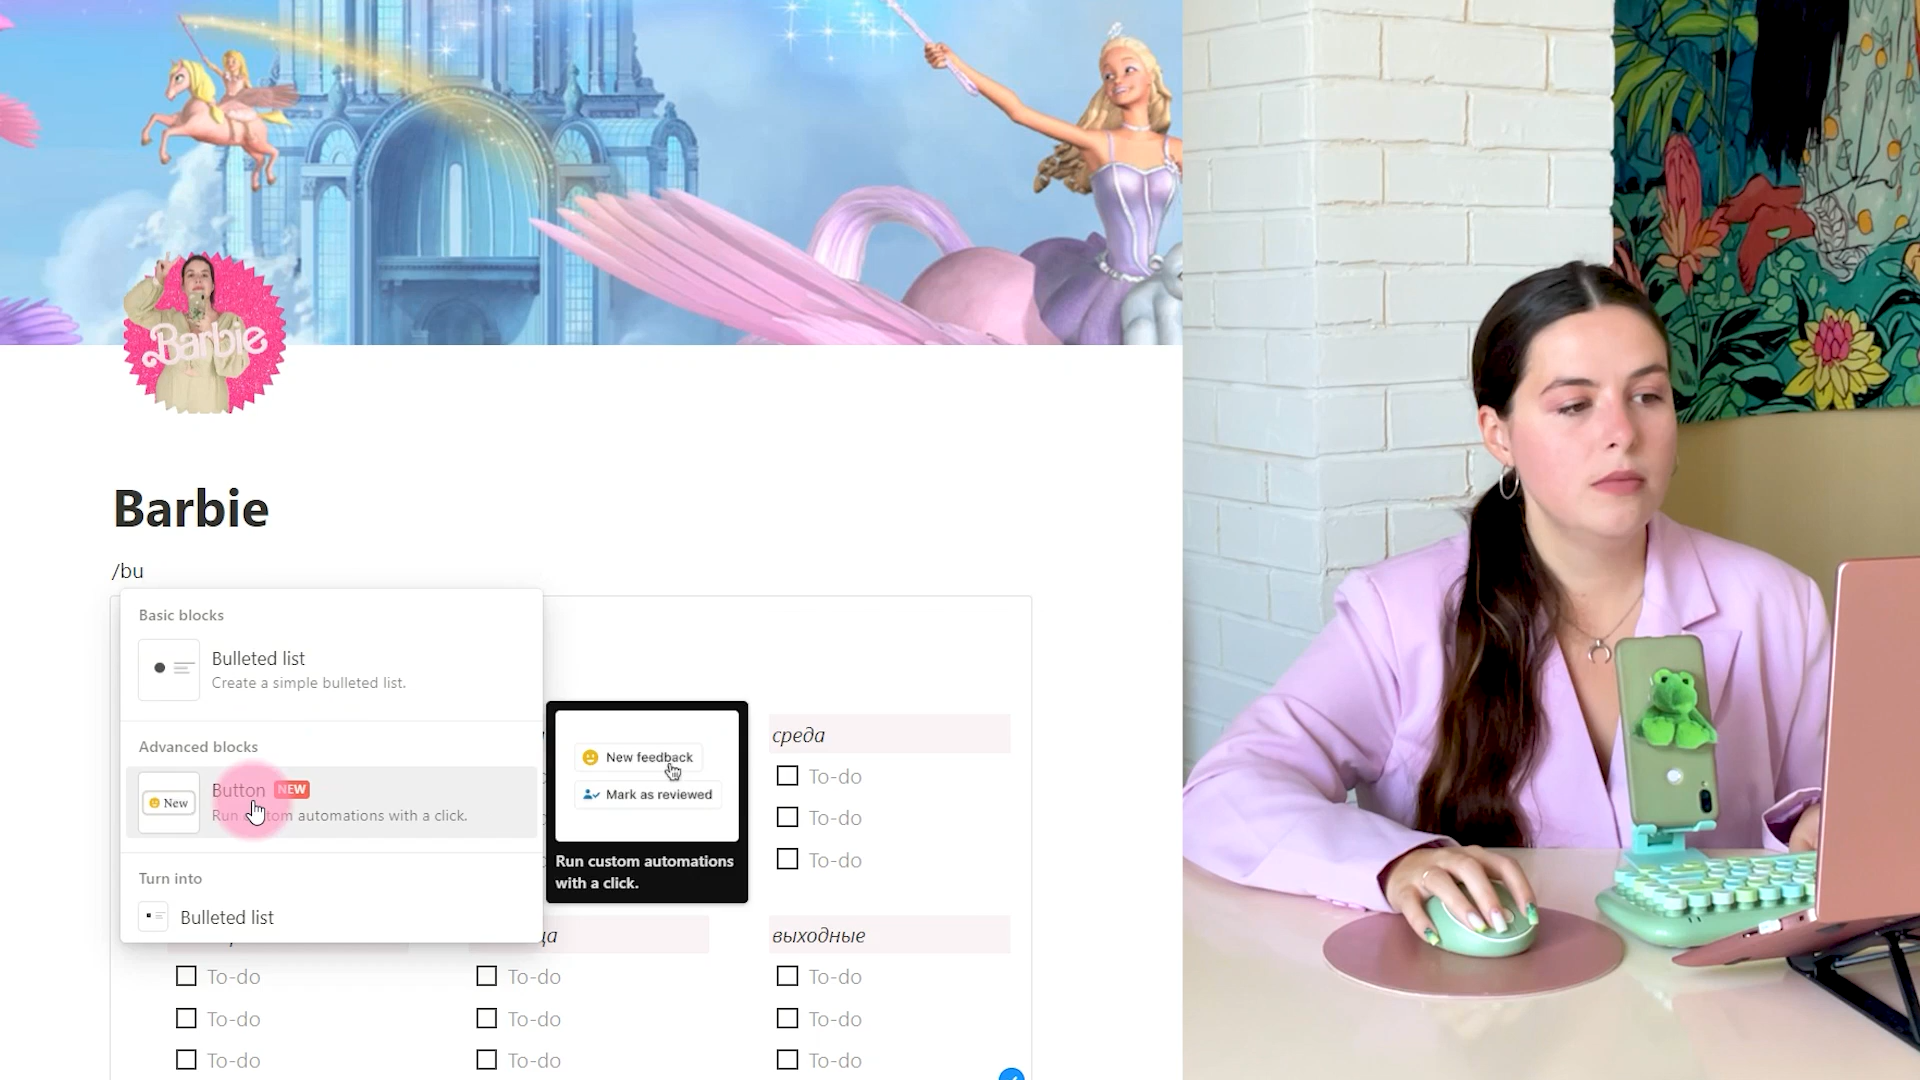 Barbie
Barbie
/bu
Basic blocks
Bulleted list
Create a simple bulleted list.
Advanced blocks
New
Button NEW
automations with a click.
Turn into
Bulleted list
New feedback
Mark as reviewed
Run custom automations
with a click.
среда
To-do
To-do
To-do
выходные
To-do To-do To-do
To-do To-do To-do
To-do To-do To-do